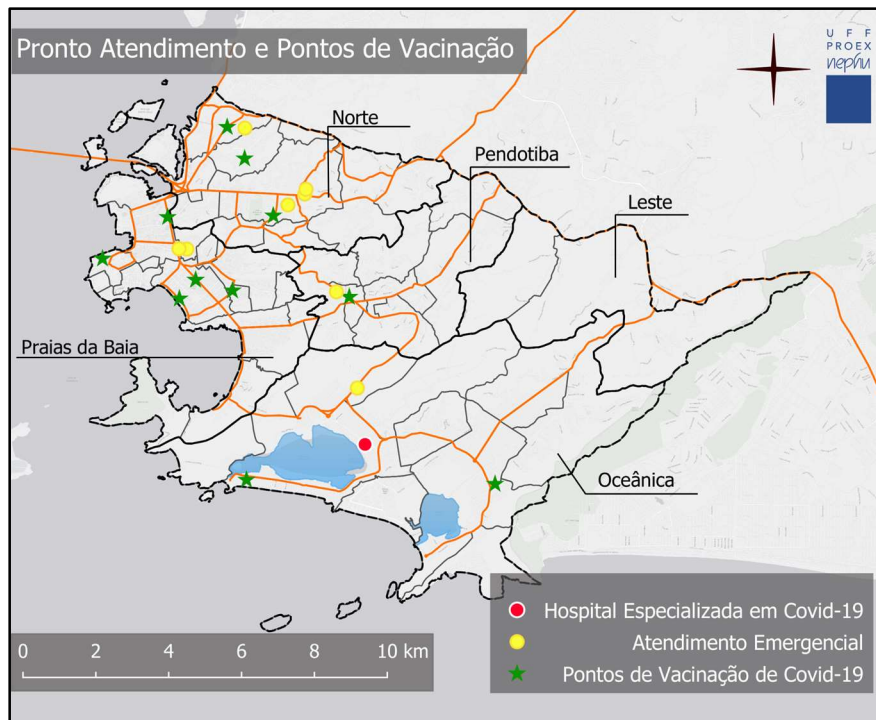 Pronto Atendimento e Pontos de Vacinação
U F F
PROEX
nephu
Norte
Pendotiba
Leste
Praias da Baia
Oceânica
Hospital Especializada em Covid-19
Atendimento Emergencial
Pontos de Vacinação de Covid-19
0 2 4 6 8 10 km